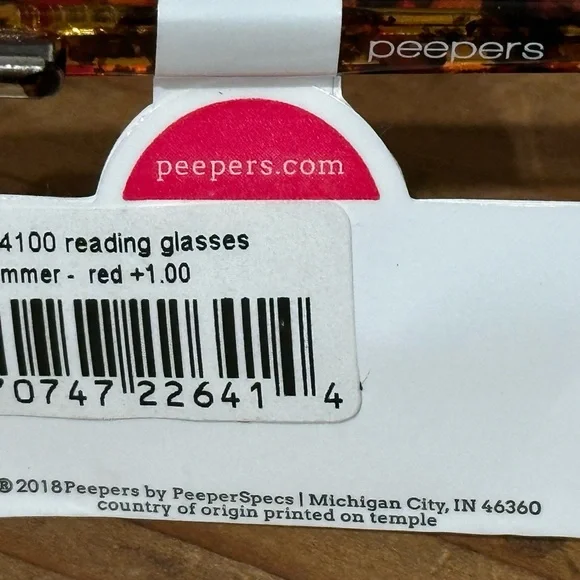 peepers
peepers.com
4100 reading glasses
mmer - red +1.00
70747 22641 4
® 2018 Peepers by PeeperSpecs | Michigan City, IN 46360
country of origin printed on temple